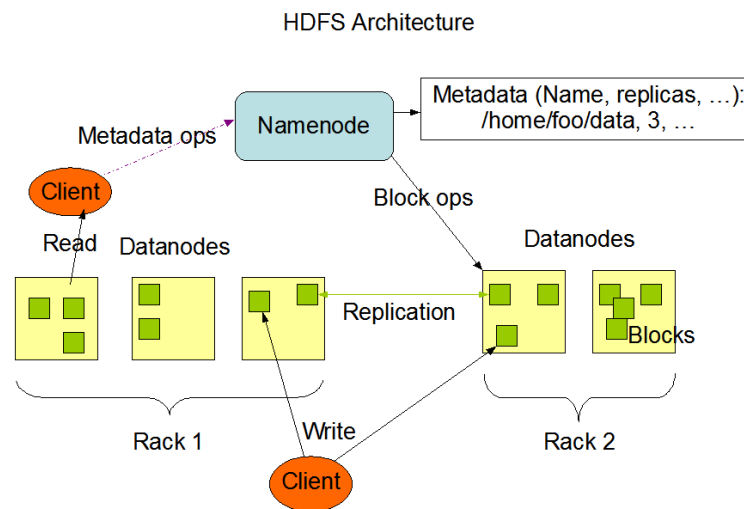 HDFS Architecture
Metadata (Name, replicas, …):
/home/foo/data, 3, …
Namenode
Metadata ops
Client
Block ops
Read
Datanodes
Datanodes
Replication
Blocks
Rack 1
Write
Rack 2
Client